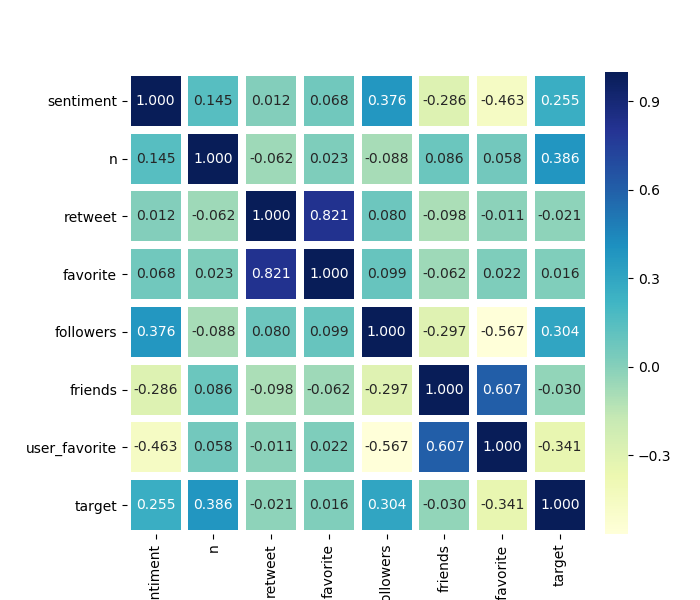 sentiment 1.000 0.145 0.012 0.068 0.376 -0.286 -0.463 0.255
n 0.145 1.000 -0.062 0.023 -0.088 0.086 0.058 0.386
retweet 0.012 -0.062 1.000 0.821 0.080 -0.098 -0.011 -0.021
favorite 0.068 0.023 0.821 1.000 0.099 -0.062 0.022 0.016
followers 0.376 -0.088 0.080 0.099 1.000 -0.297 -0.567 0.304
friends -0.286 0.086 -0.098 -0.062 -0.297 1.000 0.607 -0.030
user_favorite -0.463 0.058 -0.011 0.022 -0.567 0.607 1.000 -0.341
target 0.255 0.386 -0.021 0.016 0.304 -0.030 -0.341 1.000
ntiment n retweet favorite ollowers friends favorite target
0.9
0.6
0.3
0.0
−0.3